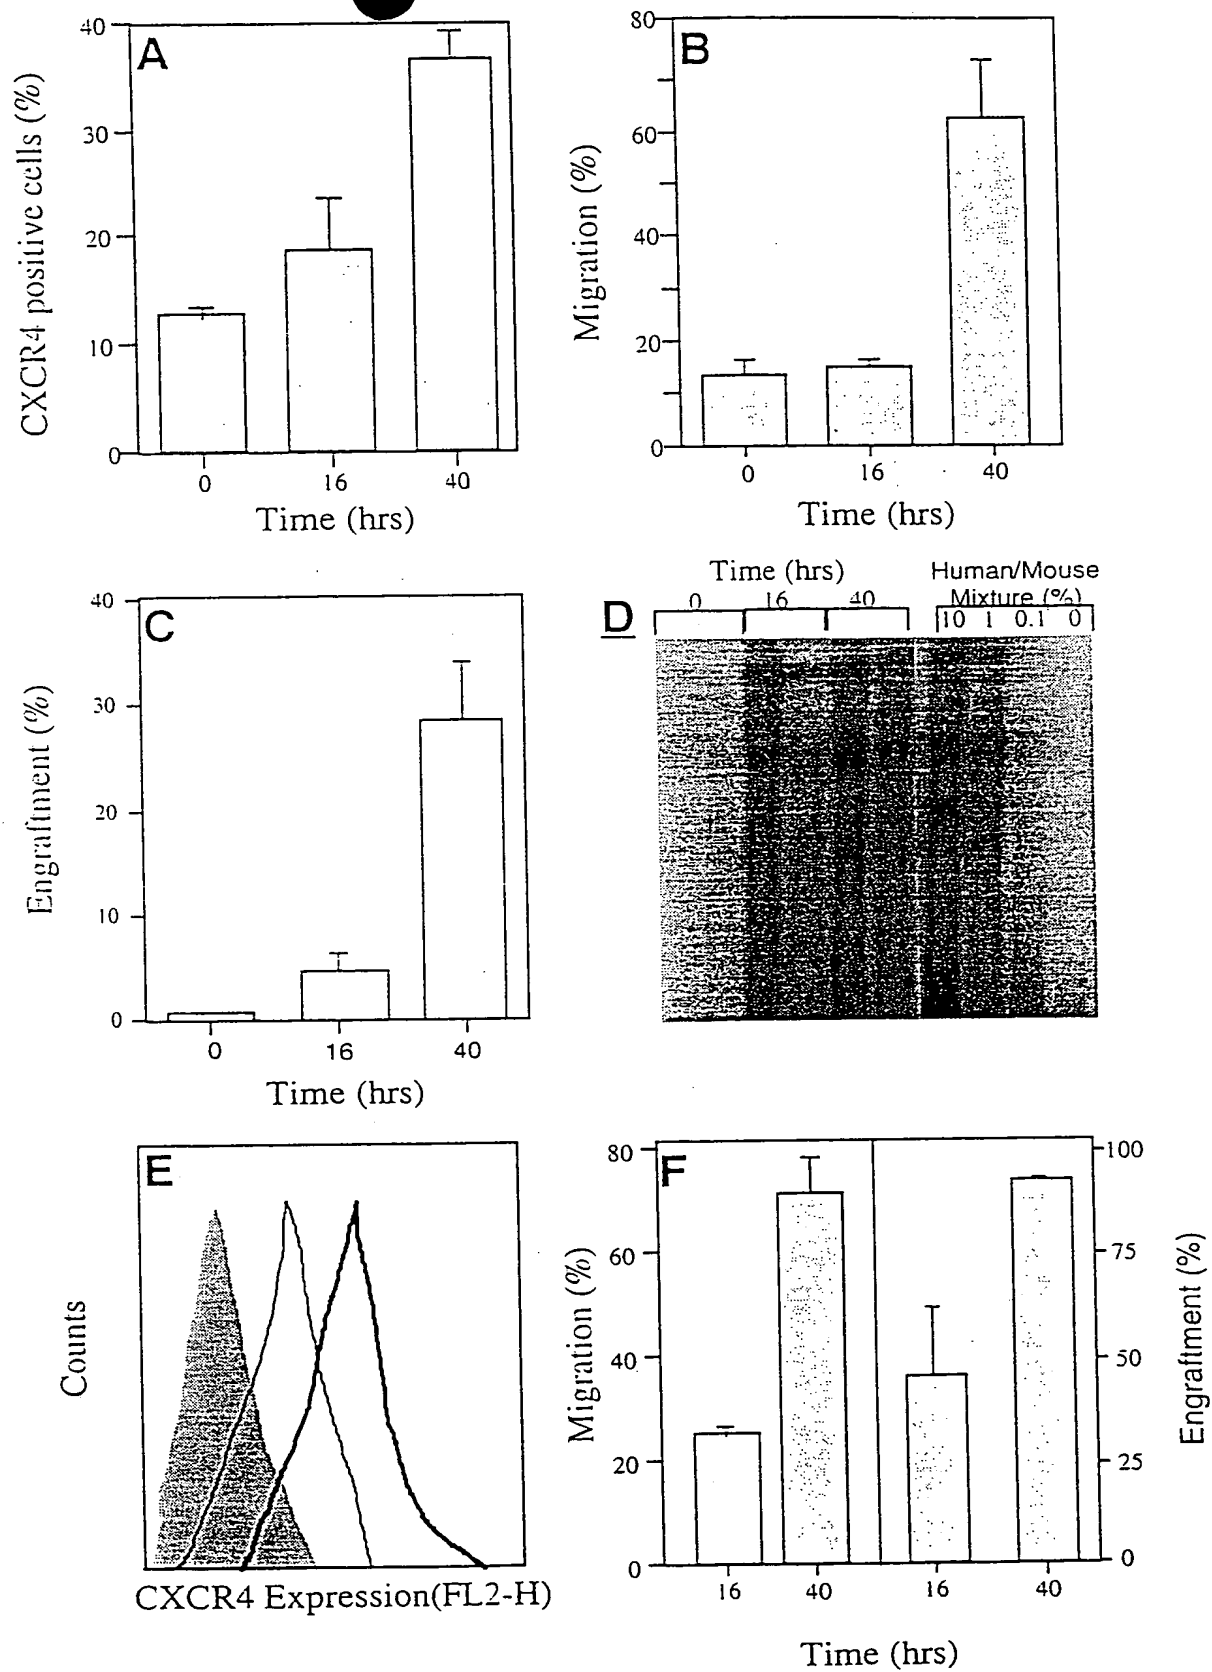 A
40
30
20
10
0
CXCR4 positive cells (%)
0 16 40
Time (hrs)
B
80
60
40
20
0
Migration (%)
0 16 40
Time (hrs)
C
40
30
20
10
0
Engraftment (%)
0 16 40
Time (hrs)
D
Time (hrs)
0 16 40
Human/Mouse
Mixture (%)
10 1 0.1 0
E
Counts
CXCR4 Expression(FL2-H)
F
80
60
40
20
0
Migration (%)
100
75
50
25
0
Engraftment (%)
16 40 16 40
Time (hrs)